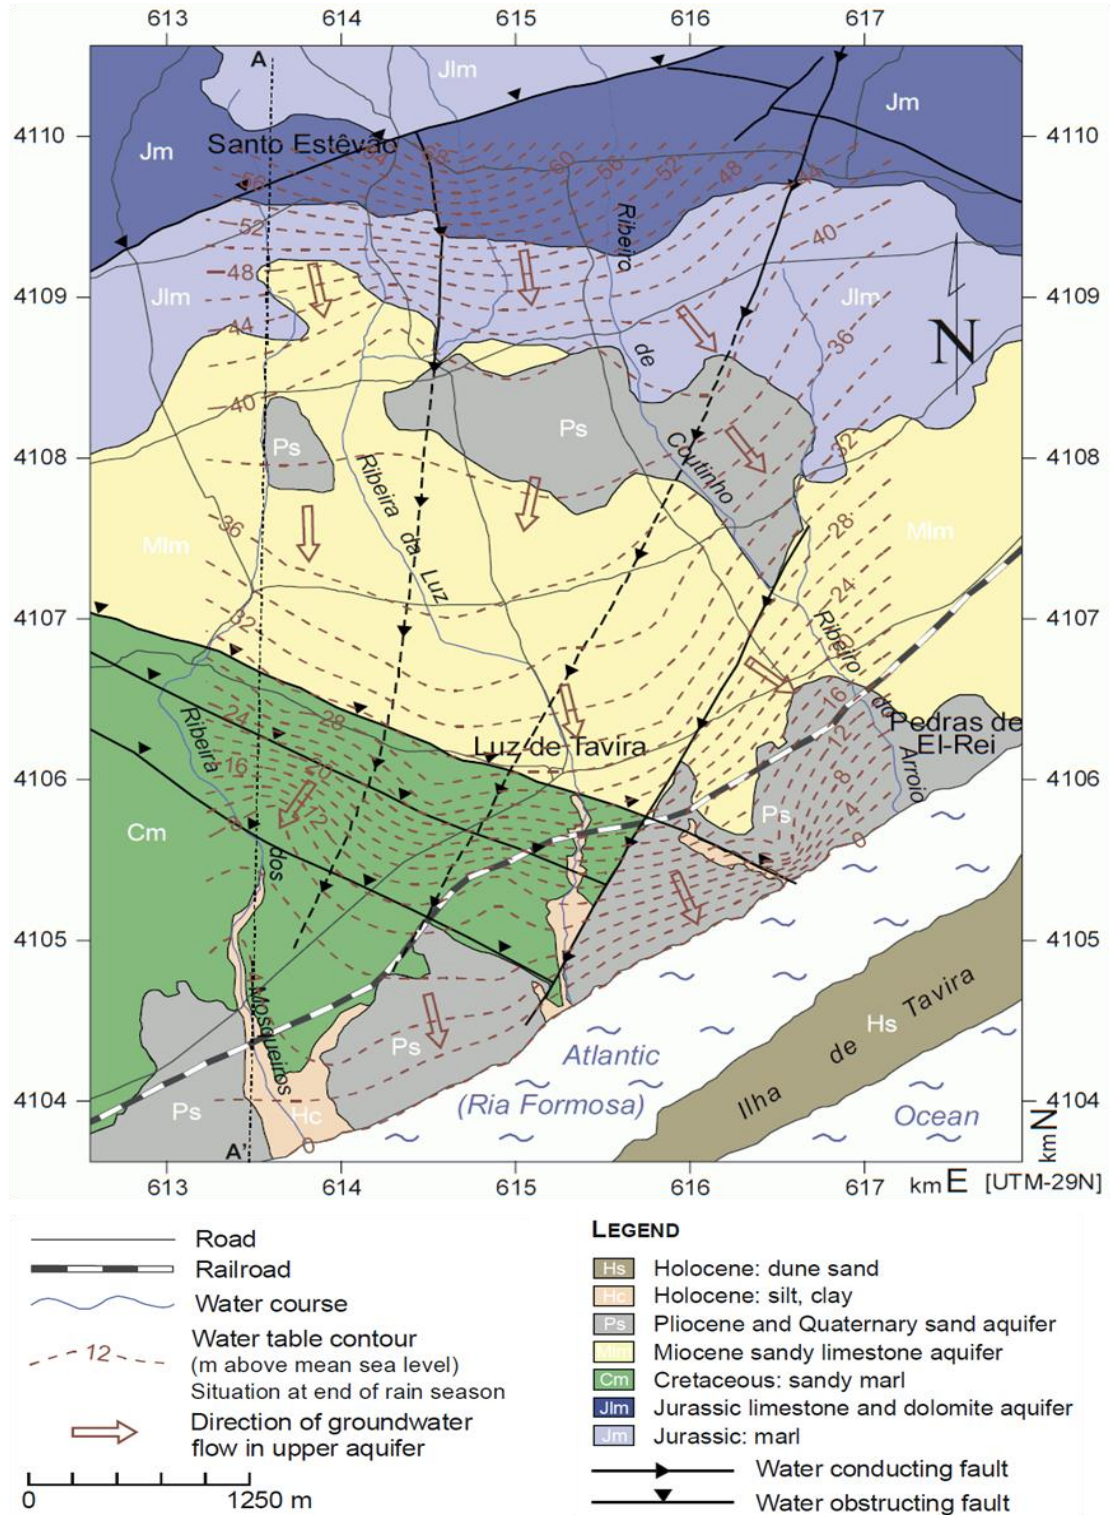 613 614 615 616 617
A
Jlm
Jm
4110 4110
Santo Estêvão
Jm
64 68 60 56 52 48 44
56
52
Ribeiro
40
4109 48 4109
Jlm
Jlm
N
44
de
36
40
Ps
Ps
32
4108 4108
Coutinho
Ribeira
36
28
Mlm
da
Mlm
Luz
24
4107 4107
32
Ribeiro
20
16
do
24 28
Ribeira
Luz de Tavira
Pedras de
El-Rei
12
16 20
Arroio
4106 4106
8
12
4
Cm
8
Ps
0
dos
4105 4105
4
Tavira
Mosqueiros
Hs
Ps
Atlantic
de
Ps
(Ria Formosa)
Ilha
Ocean
4104 4104
Hc
0
A'
km N
613 614 615 616 617
km E [UTM-29N]
Road
Railroad
Water course
12
Water table contour
(m above mean sea level)
Situation at end of rain season
Direction of groundwater
flow in upper aquifer
0 1250 m
LEGEND
Hs Holocene: dune sand
Hc Holocene: silt, clay
Ps Pliocene and Quaternary sand aquifer
Mlm Miocene sandy limestone aquifer
Cm Cretaceous: sandy marl
Jlm Jurassic limestone and dolomite aquifer
Jm Jurassic: marl
Water conducting fault
Water obstructing fault